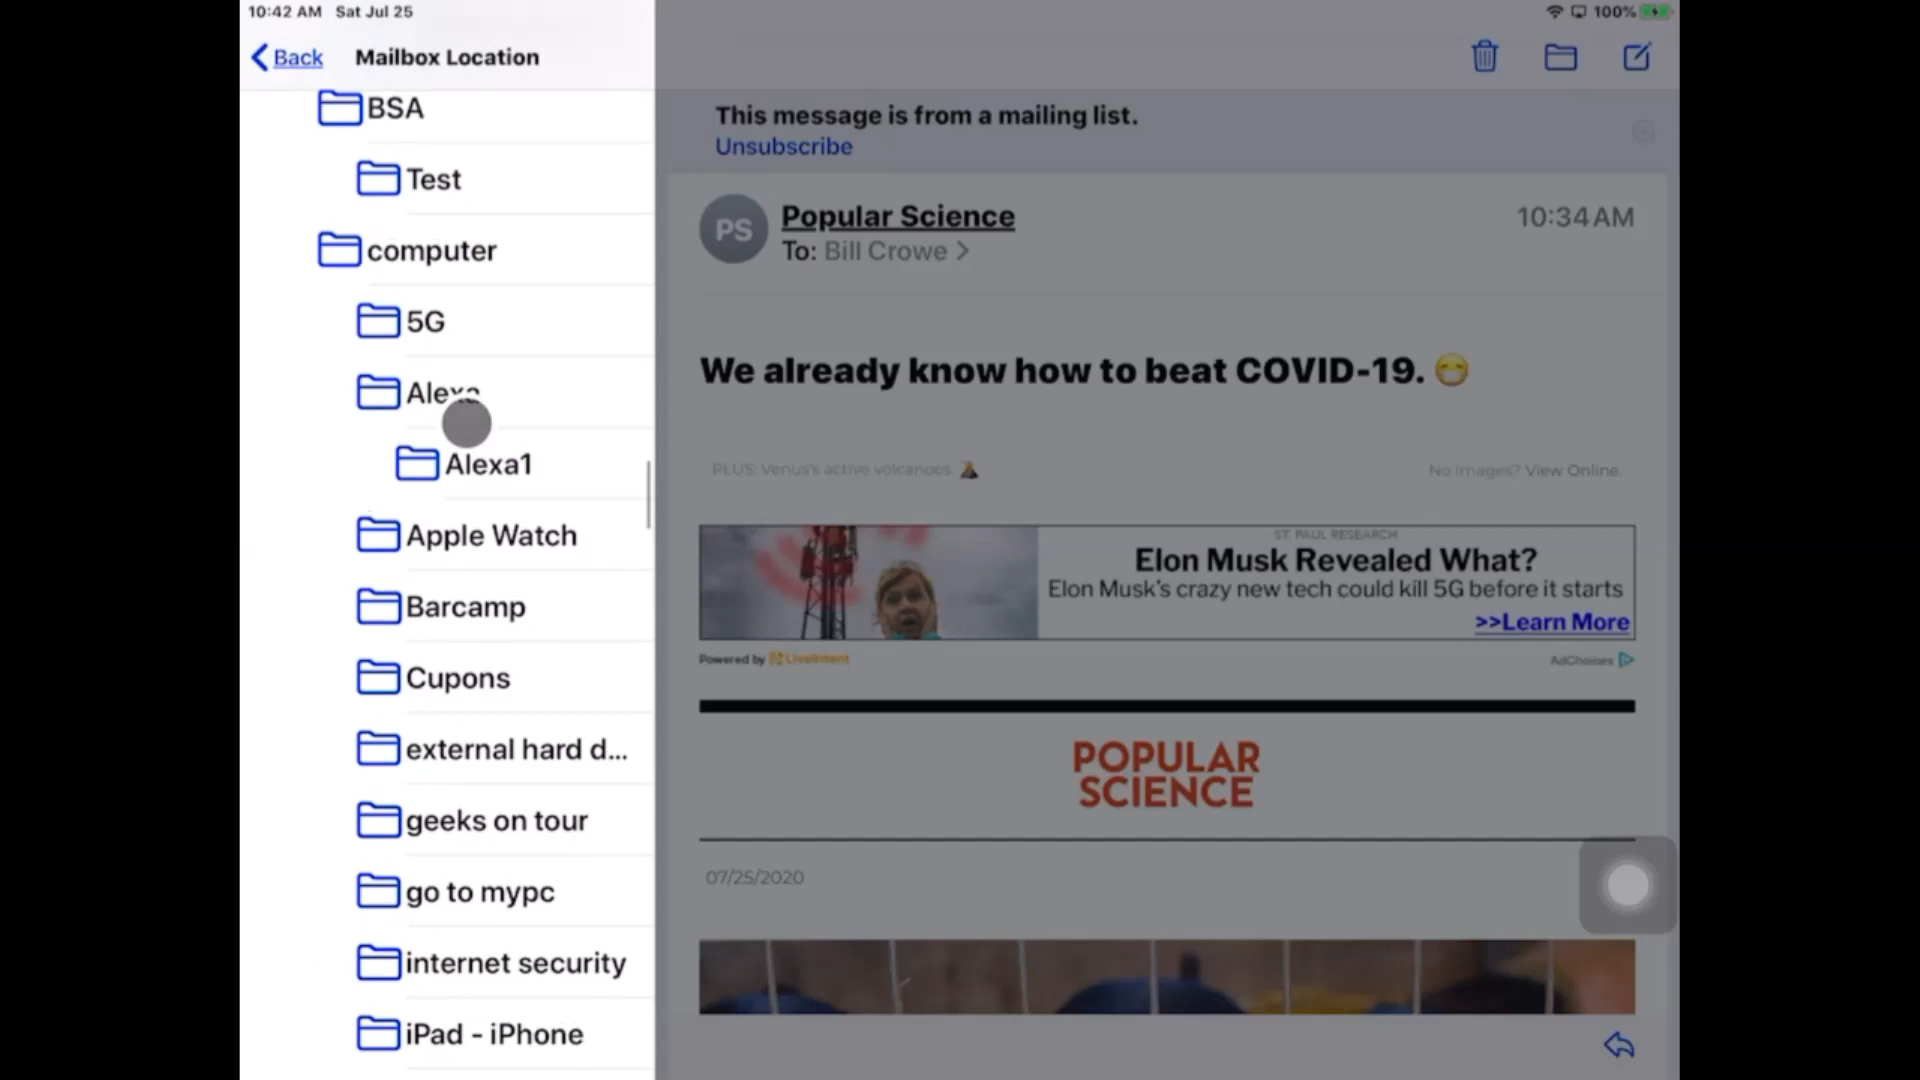 10:42 AM Sat Jul 25
100%
Back
Mailbox Location
BSA
Test
computer
5G
Alexa
Alexa1
Apple Watch
Barcamp
Cupons
external hard d...
geeks on tour
go to mypc
internet security
iPad - iPhone
This message is from a mailing list.
Unsubscribe
PS
Popular Science
10:34 AM
To: Bill Crowe >
We already know how to beat COVID-19. 😷
PLUS: Venus's active volcanoes 🌋
No images? View Online.
ST. PAUL RESEARCH
Elon Musk Revealed What?
Elon Musk's crazy new tech could kill 5G before it starts
>>Learn More
Powered by LiveIntent
AdChoices
POPULAR
SCIENCE
07/25/2020